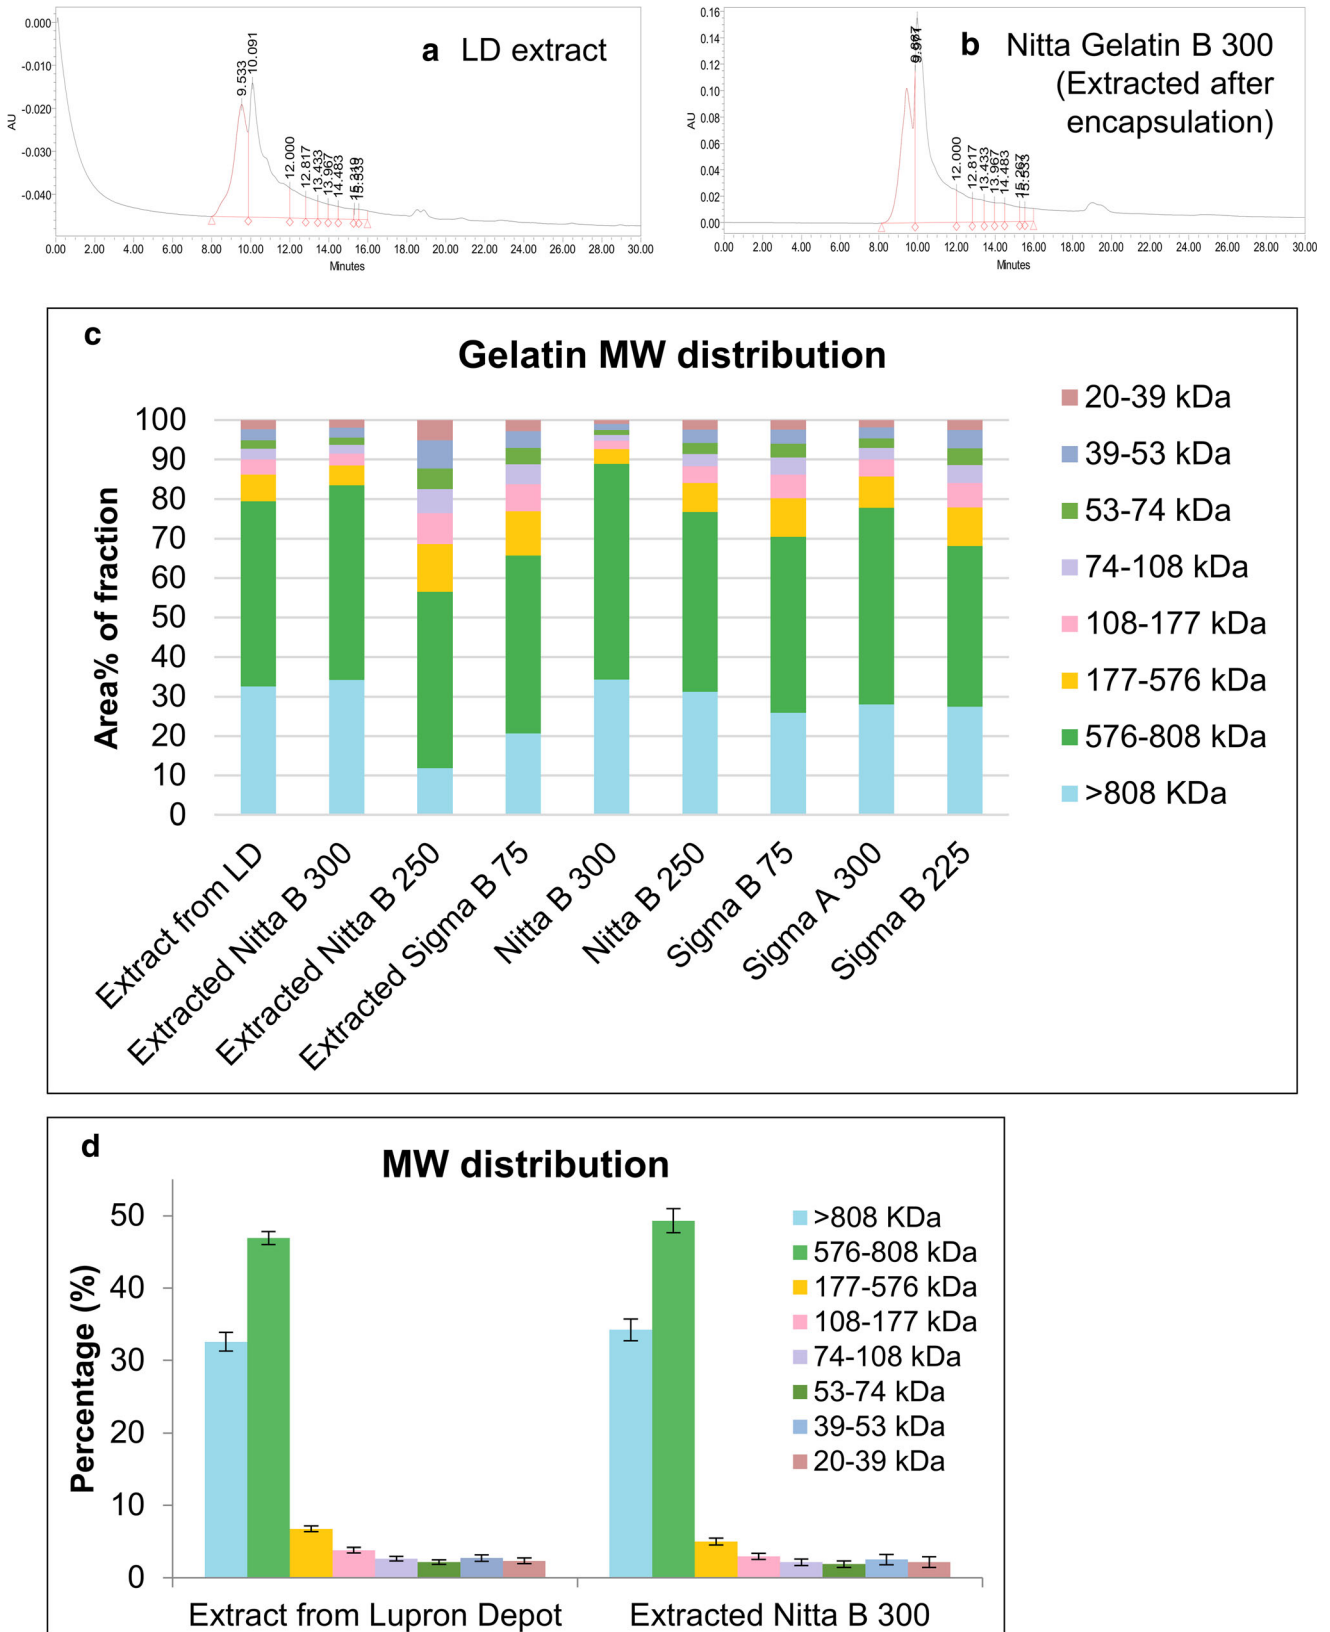 a LD extract
0.000
-0.010
-0.020
-0.030
-0.040
AU
9.533
10.091
12.000
12.817
13.433
13.967
14.483
15.533
0.00 2.00 4.00 6.00 8.00 10.00 12.00 14.00 16.00 18.00 20.00 22.00 24.00 26.00 28.00 30.00
Minutes
b Nitta Gelatin B 300
(Extracted after
encapsulation)
0.16
0.14
0.12
0.10
0.08
0.06
0.04
0.02
0.00
AU
12.000
12.817
13.433
13.967
14.483
15.267
15.533
0.00 2.00 4.00 6.00 8.00 10.00 12.00 14.00 16.00 18.00 20.00 22.00 24.00 26.00 28.00 30.00
Minutes
c
Gelatin MW distribution
Area% of fraction
100
90
80
70
60
50
40
30
20
10
0
Extract from LD
Extracted Nitta B 300
Extracted Nitta B 250
Extracted Sigma B 75
Nitta B 300
Nitta B 250
Sigma B 75
Sigma A 300
Sigma B 225
20-39 kDa
39-53 kDa
53-74 kDa
74-108 kDa
108-177 kDa
177-576 kDa
576-808 kDa
>808 KDa
d
MW distribution
Percentage (%)
50
40
30
20
10
0
Extract from Lupron Depot
Extracted Nitta B 300
>808 KDa
576-808 kDa
177-576 kDa
108-177 kDa
74-108 kDa
53-74 kDa
39-53 kDa
20-39 kDa